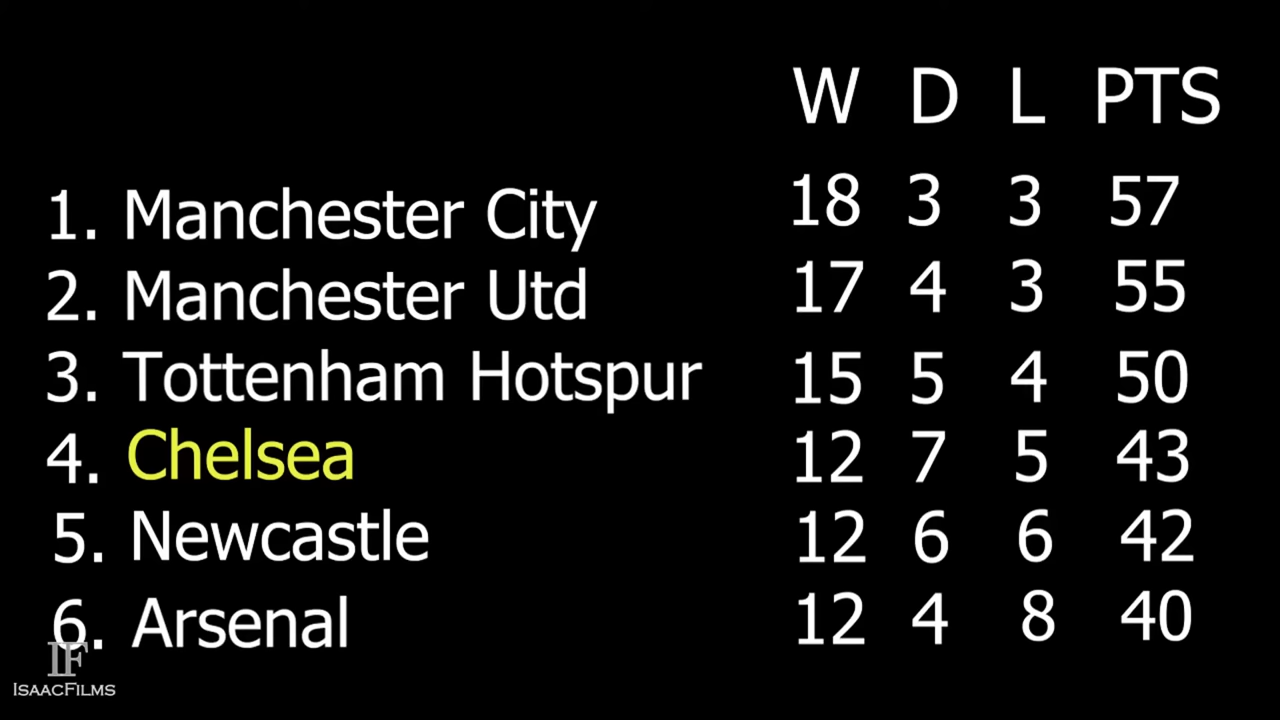 W D L PTS
1. Manchester City 18 3 3 57
2. Manchester Utd 17 4 3 55
3. Tottenham Hotspur 15 5 4 50
4. Chelsea 12 7 5 43
5. Newcastle 12 6 6 42
6. Arsenal 12 4 8 40
IF
ISAACFILMS